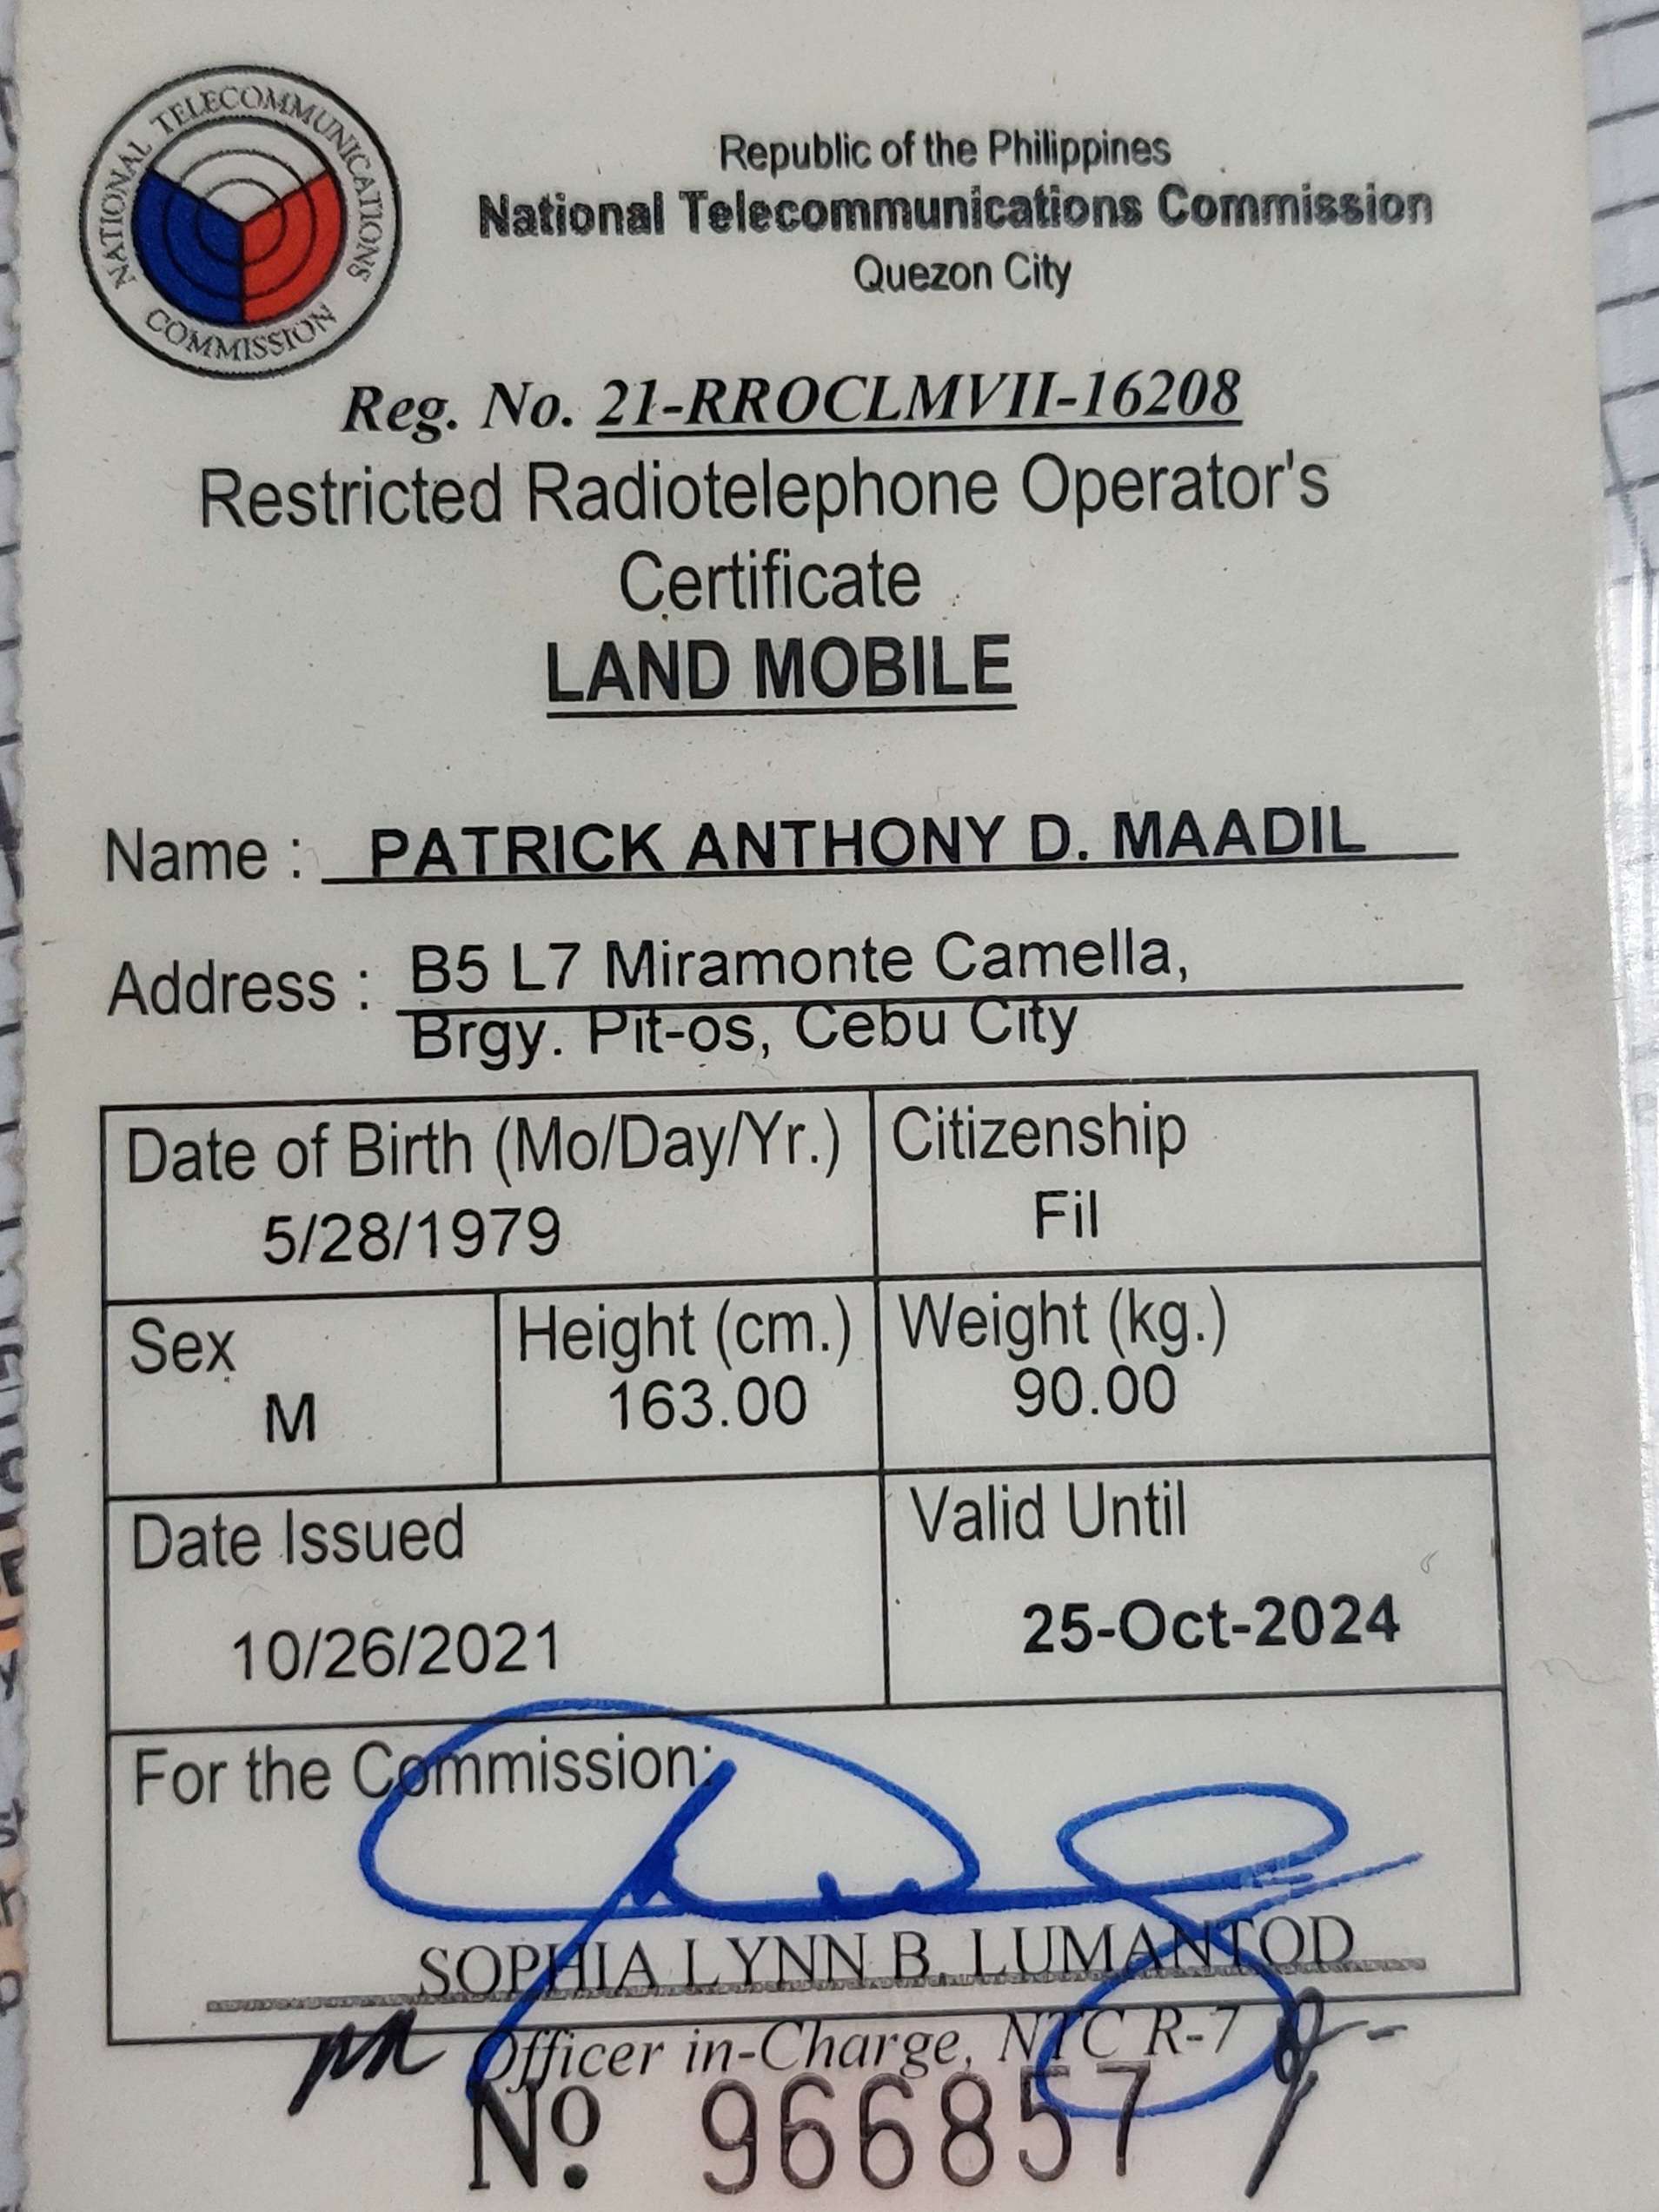 NATIONAL TELECOMMUNICATIONS
COMMISSION
Republic of the Philippines
National Telecommunications Commission
Quezon City
Reg. No. 21-RROCLMVII-16208
Restricted Radiotelephone Operator's
Certificate
LAND MOBILE
Name : PATRICK ANTHONY D. MAADIL
Address : B5 L7 Miramonte Camella,
Brgy. Pit-os, Cebu City
Date of Birth (Mo/Day/Yr.) Citizenship
5/28/1979 Fil
Sex Height (cm.) Weight (kg.)
M 163.00 90.00
Date Issued Valid Until
10/26/2021 25-Oct-2024
For the Commission:
SOPHIA LYNN B. LUMANTOD
Officer in-Charge, NTC R-7
No. 966857